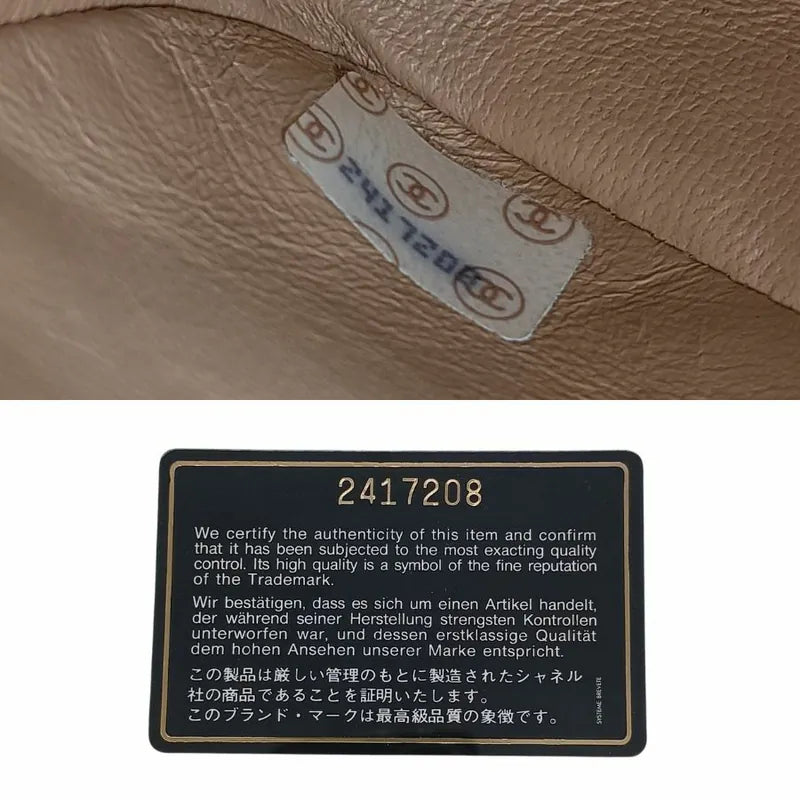 2417208
2417208
We certify the authenticity of this item and confirm
that it has been subjected to the most exacting quality
control. Its high quality is a symbol of the fine reputation
of the Trademark.
Wir bestätigen, dass es sich um einen Artikel handelt,
der während seiner Herstellung strengsten Kontrollen
unterworfen war, und dessen erstklassige Qualität
dem hohen Ansehen unserer Marke entspricht.
この製品は厳しい管理のもとに製造されたシャネル
社の商品であることを証明いたします。
このブランド・マークは最高級品質の象徴です。
SYSTEME BREVETE